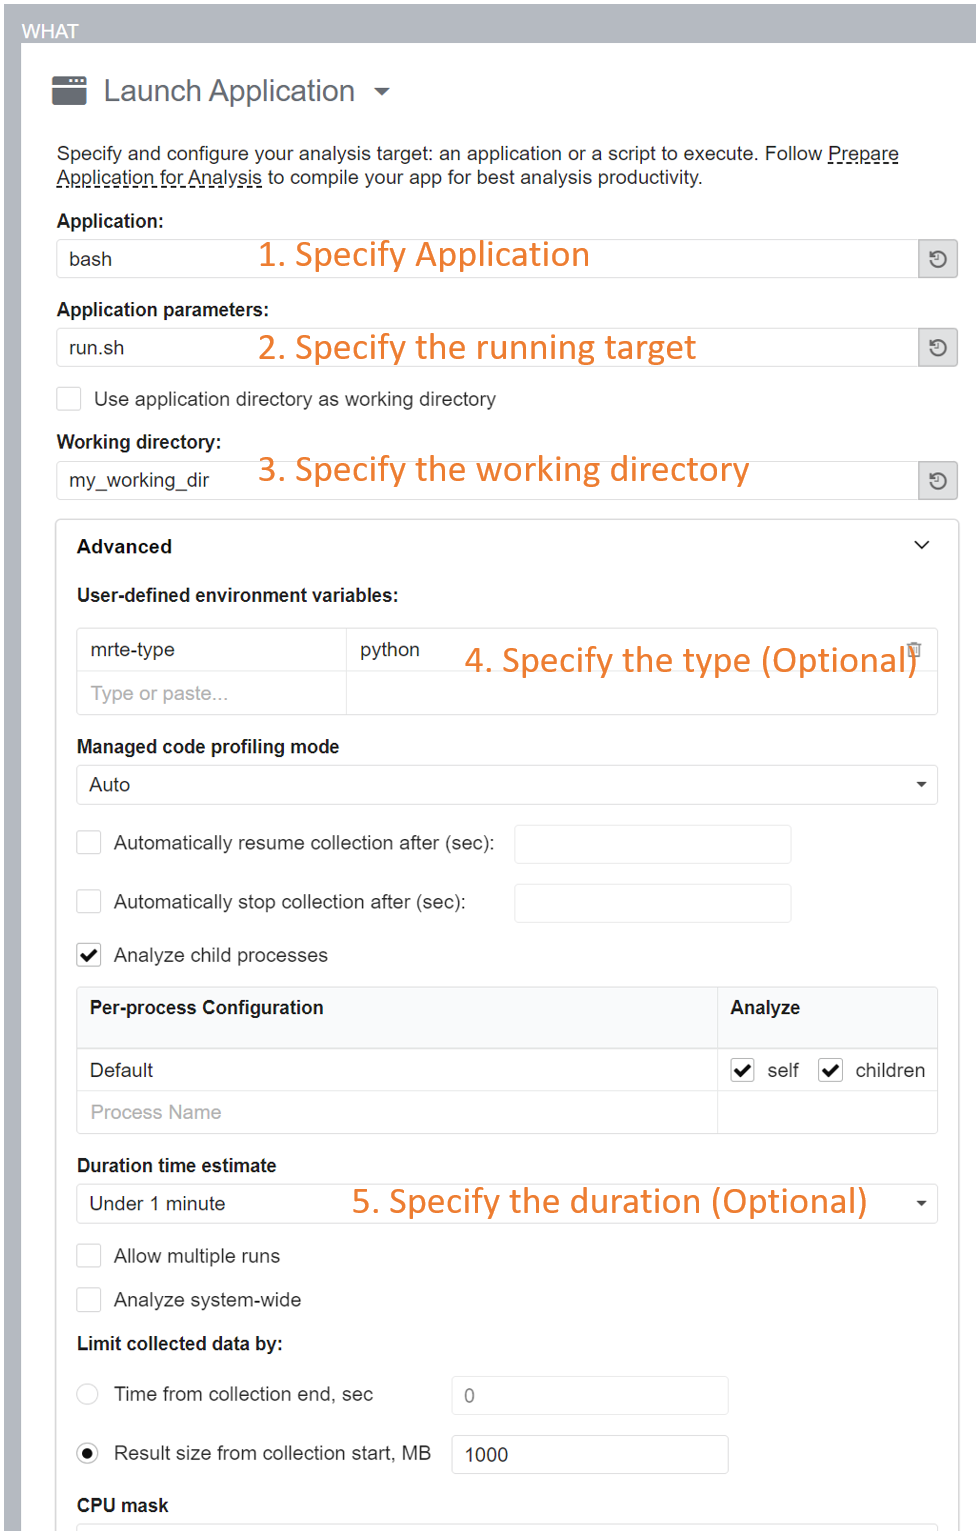 WHAT
Launch Application
Specify and configure your analysis target: an application or a script to execute. Follow Prepare
Application for Analysis to compile your app for best analysis productivity.
Application:
bash 1. Specify Application
Application parameters:
run.sh 2. Specify the running target
Use application directory as working directory
Working directory:
my_working_dir 3. Specify the working directory
Advanced
User-defined environment variables:
mrte-type python 4. Specify the type (Optional)
Type or paste...
Managed code profiling mode
Auto
Automatically resume collection after (sec):
Automatically stop collection after (sec):
Analyze child processes
Per-process Configuration Analyze
Default self children
Process Name
Duration time estimate
Under 1 minute 5. Specify the duration (Optional)
Allow multiple runs
Analyze system-wide
Limit collected data by:
Time from collection end, sec 0
Result size from collection start, MB 1000
CPU mask